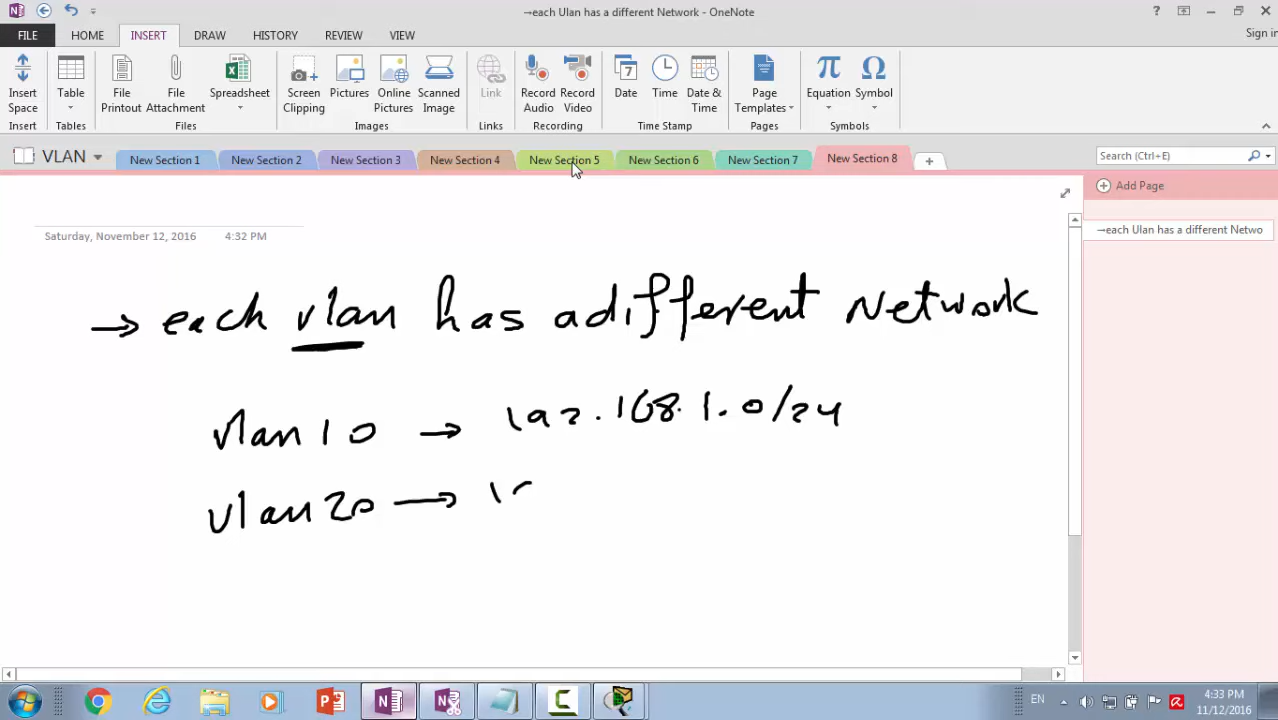 →each Ulan has a different Network - OneNote
? 
Sign in
FILE HOME INSERT DRAW HISTORY REVIEW VIEW
Insert Space
Table
File Printout
File Attachment
Spreadsheet
Screen Clipping
Pictures
Online Pictures
Scanned Image
Link
Record Audio
Record Video
Date
Time
Date & Time
Page Templates
Equation
Symbol
Insert Tables Files Images Links Recording Time Stamp Pages Symbols
VLAN New Section 1 New Section 2 New Section 3 New Section 4 New Section 5 New Section 6 New Section 7 New Section 8 +
Search (Ctrl+E)
Add Page
→each Ulan has a different Netwo
Saturday, November 12, 2016 4:32 PM
→ each vlan has a different Network
vlan 10 → 192.168.1.0/24
vlan 20 → 19
EN
4:33 PM
11/12/2016